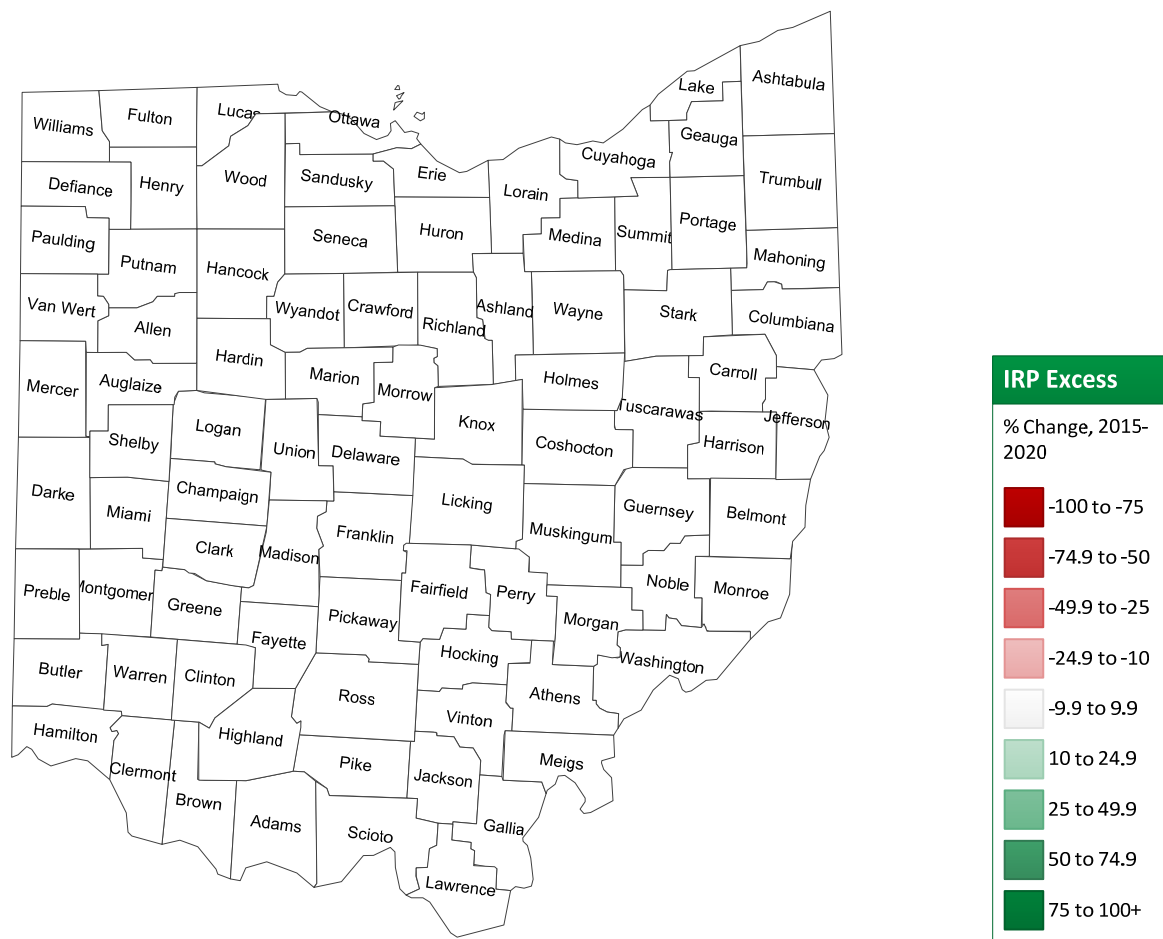 Ashtabula
Lake
Lucas
Fulton
Ottawa
Williams
Geauga
Cuyahoga
Erie
Wood
Sandusky
Henry
Defiance
Trumbull
Lorain
Portage
Huron
Summit
Medina
Seneca
Paulding
Mahoning
Putnam
Hancock
Van Wert
Wyandot
Crawford
Ashland
Wayne
Stark
Columbiana
Richland
Allen
Hardin
Carroll
Marion
Holmes
Mercer
Auglaize
Morrow
Tuscarawas
Jefferson
Knox
Logan
Shelby
Harrison
Union
Delaware
Coshocton
Darke
Champaign
Licking
Miami
Guernsey
Belmont
Franklin
Muskingum
Clark
Madison
Noble
Monroe
Preble
Montgomer
Fairfield
Perry
Greene
Pickaway
Morgan
Fayette
Hocking
Washington
Butler
Warren
Clinton
Ross
Athens
Vinton
Hamilton
Highland
Pike
Meigs
Clermont
Jackson
Brown
Adams
Scioto
Gallia
Lawrence
IRP Excess
% Change, 2015-
2020
-100 to -75
-74.9 to -50
-49.9 to -25
-24.9 to -10
-9.9 to 9.9
10 to 24.9
25 to 49.9
50 to 74.9
75 to 100+